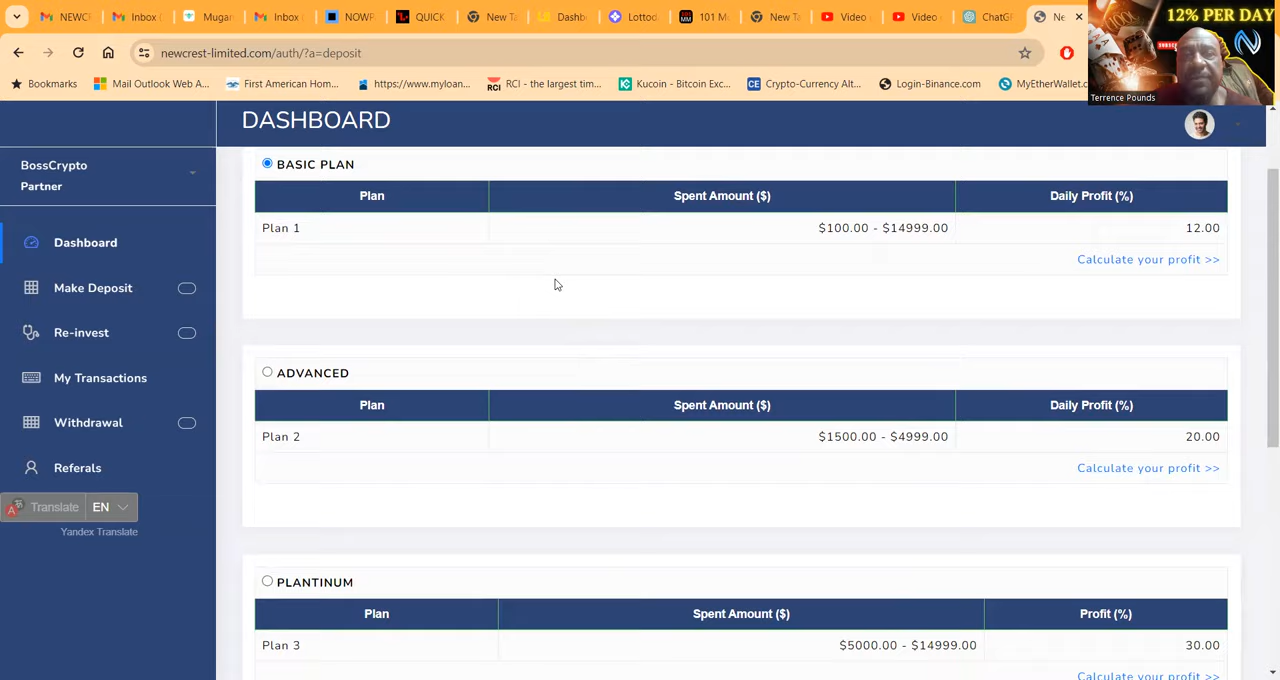 NEWC
Inbox (
Inbox (
Mugan
Inbox (
NOWP
QUICK
New Ta
Dashb
Lottod
101 M
New Ta
Video
Video
ChatGP
Ne
12% PER DAY
newcrest-limited.com/auth/?a=deposit
Bookmarks
Mail Outlook Web A...
First American Hom...
https://www.myloan...
RCI - the largest tim...
Kucoin - Bitcoin Exc...
Crypto-Currency Alt...
Login-Binance.com
MyEtherWallet.c
Terrence Pounds
DASHBOARD
BossCrypto
Partner
Dashboard
Make Deposit
Re-invest
My Transactions
Withdrawal
Referals
Translate EN
Yandex Translate
BASIC PLAN
Plan Spent Amount ($) Daily Profit (%)
Plan 1 $100.00 - $14999.00 12.00
Calculate your profit >>
ADVANCED
Plan Spent Amount ($) Daily Profit (%)
Plan 2 $1500.00 - $4999.00 20.00
Calculate your profit >>
PLANTINUM
Plan Spent Amount ($) Profit (%)
Plan 3 $5000.00 - $14999.00 30.00
Calculate your profit >>